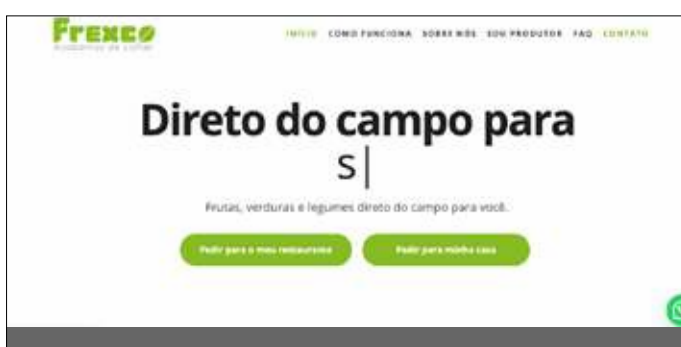 FREXCO
INÍCIO COMO FUNCIONA SOBRE NÓS SOU PRODUTOR FAQ CONTATO
Direto do campo para
s|
Frutas, verduras e legumes direto do campo para você.
Pedir para o meu restaurante Pedir para minha casa